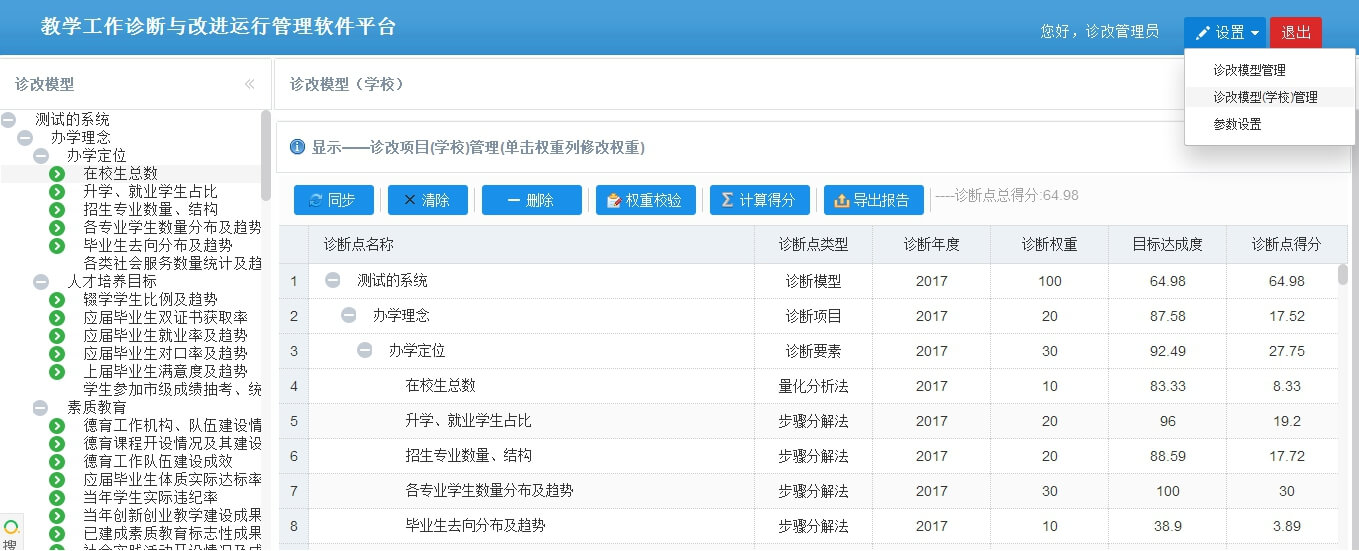 教学工作诊断与改进运行管理软件平台
您好，诊改管理员
设置
退出
诊改模型管理
诊改模型(学校)管理
参数设置
诊改模型
测试的系统
办学理念
办学定位
在校生总数
升学、就业学生占比
招生专业数量、结构
各专业学生数量分布及趋势
毕业生去向分布及趋势
各类社会服务数量统计及趋
人才培养目标
辍学学生比例及趋势
应届毕业生双证书获取率
应届毕业生就业率及趋势
应届毕业生对口率及趋势
上届毕业生满意度及趋势
学生参加市级成绩抽考、统
素质教育
德育工作机构、队伍建设情
德育课程开设情况及其建设
德育工作队伍建设成效
应届毕业生体质实际达标率
当年学生实际违纪率
当年创新创业教学建设成果
已建成素质教育标志性成果
社会实践活动开设情况及成
搜
诊改模型（学校）
显示——诊改项目(学校)管理(单击权重列修改权重)
同步 清除 删除 权重校验 计算得分 导出报告 ----诊断点总得分:64.98
诊断点名称 诊断点类型 诊断年度 诊断权重 目标达成度 诊断点得分
1 测试的系统 诊断模型 2017 100 64.98 64.98
2 办学理念 诊断项目 2017 20 87.58 17.52
3 办学定位 诊断要素 2017 30 92.49 27.75
4 在校生总数 量化分析法 2017 10 83.33 8.33
5 升学、就业学生占比 步骤分解法 2017 20 96 19.2
6 招生专业数量、结构 步骤分解法 2017 20 88.59 17.72
7 各专业学生数量分布及趋势 步骤分解法 2017 30 100 30
8 毕业生去向分布及趋势 步骤分解法 2017 10 38.9 3.89